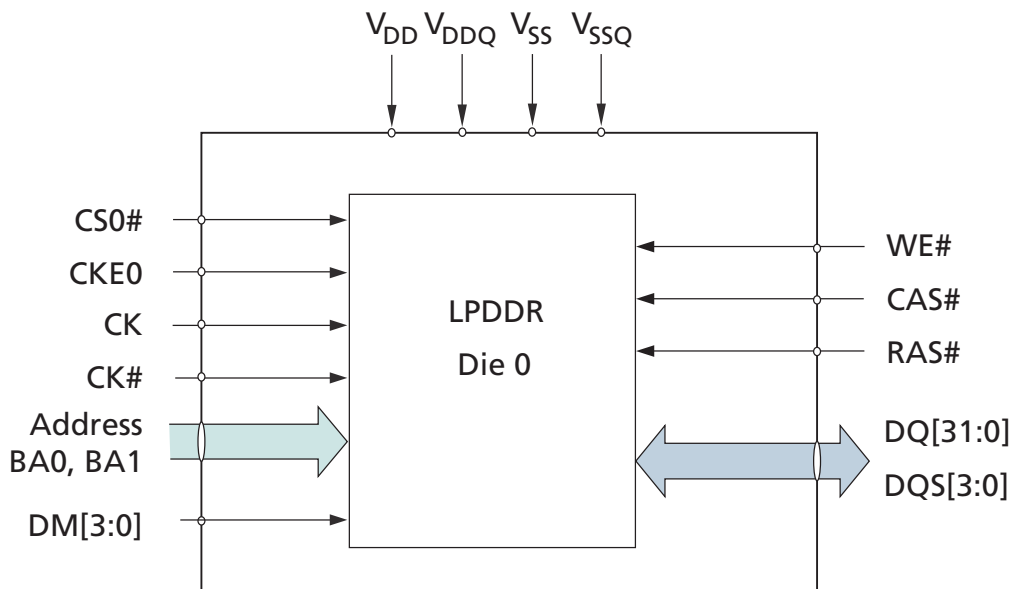 VDD VDDQ VSS VSSQ
CS0#
CKE0
CK
CK#
Address
BA0, BA1
DM[3:0]
LPDDR
Die 0
WE#
CAS#
RAS#
DQ[31:0]
DQS[3:0]